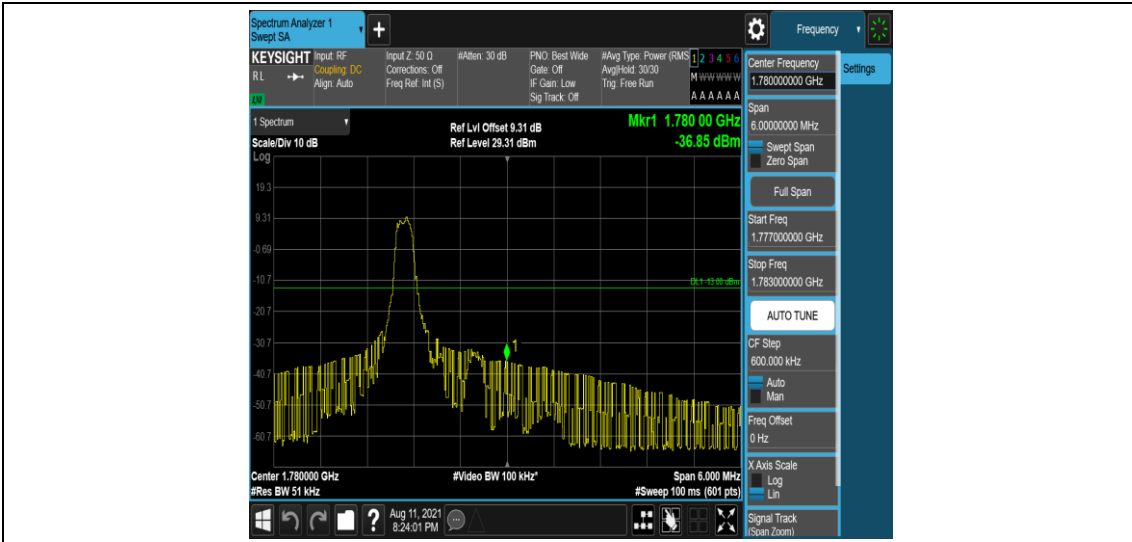 Spectrum Analyzer 1
Swept SA
Frequency
KEYSIGHT
RL
LXI
Input: RF
Coupling: DC
Align: Auto
Input Z: 50 Ω
Corrections: Off
Freq Ref: Int (S)
#Atten: 30 dB
PNO: Best Wide
Gate: Off
IF Gain: Low
Sig Track: Off
#Avg Type: Power (RMS
Avg|Hold: 30/30
Trig: Free Run
1 2 3 4 5 6
M W W W W W
A A A A A A
1 Spectrum
Scale/Div 10 dB
Log
Ref Lvl Offset 9.31 dB
Ref Level 29.31 dBm
Mkr1 1.780 00 GHz
-36.85 dBm
19.3
9.31
-0.69
-10.7
DL1 -13.00 dBm
-20.7
-30.7
1
-40.7
-50.7
-60.7
Center 1.780000 GHz
#Video BW 100 kHz*
Span 6.000 MHz
#Res BW 51 kHz
#Sweep 100 ms (601 pts)
Aug 11, 2021
8:24:01 PM
Center Frequency
1.780000000 GHz
Settings
Span
6.00000000 MHz
Swept Span
Zero Span
Full Span
Start Freq
1.777000000 GHz
Stop Freq
1.783000000 GHz
AUTO TUNE
CF Step
600.000 kHz
Auto
Man
Freq Offset
0 Hz
X Axis Scale
Log
Lin
Signal Track
(Span Zoom)